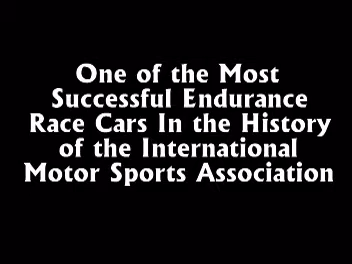 One of the Most
Successful Endurance
Race Cars In the History
of the International
Motor Sports Association